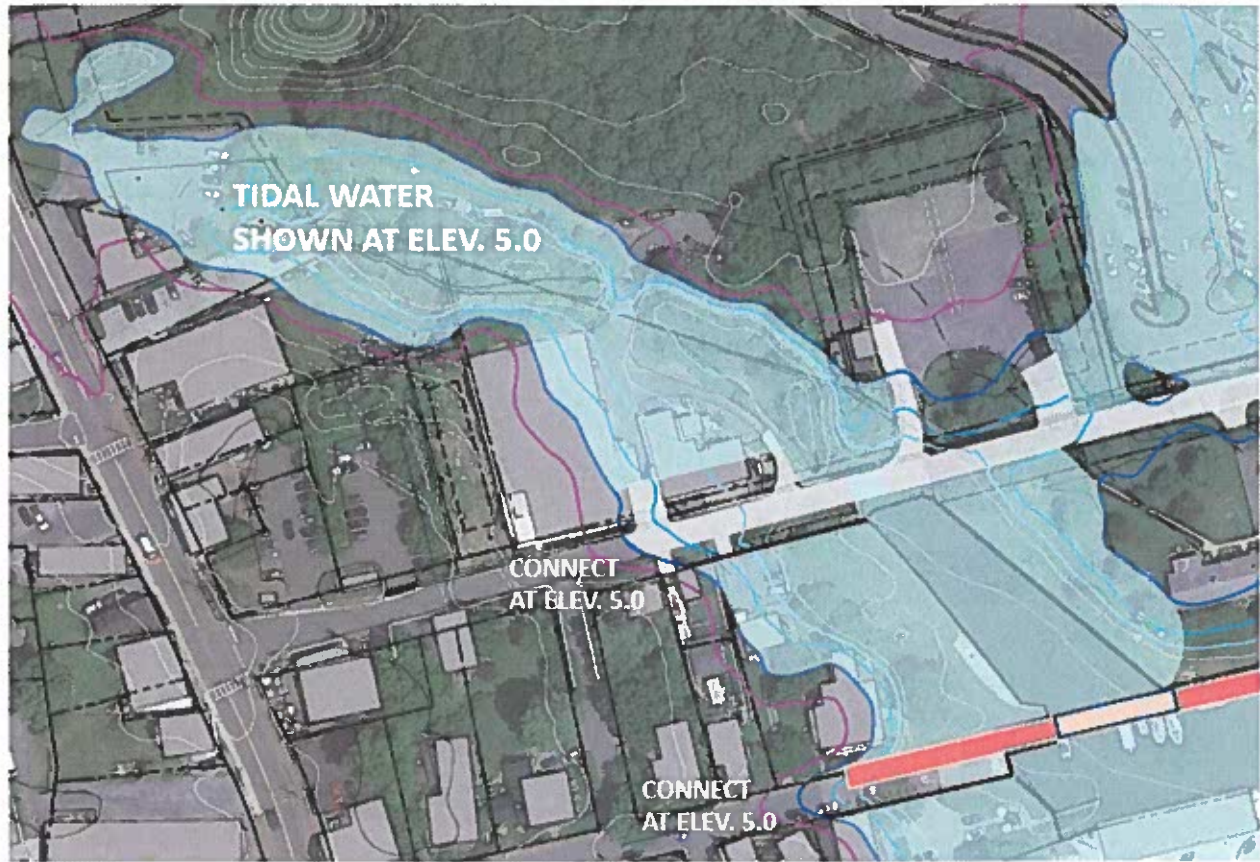 TIDAL WATER
SHOWN AT ELEV. 5.0
CONNECT
AT ELEV. 5.0
CONNECT
AT ELEV. 5.0